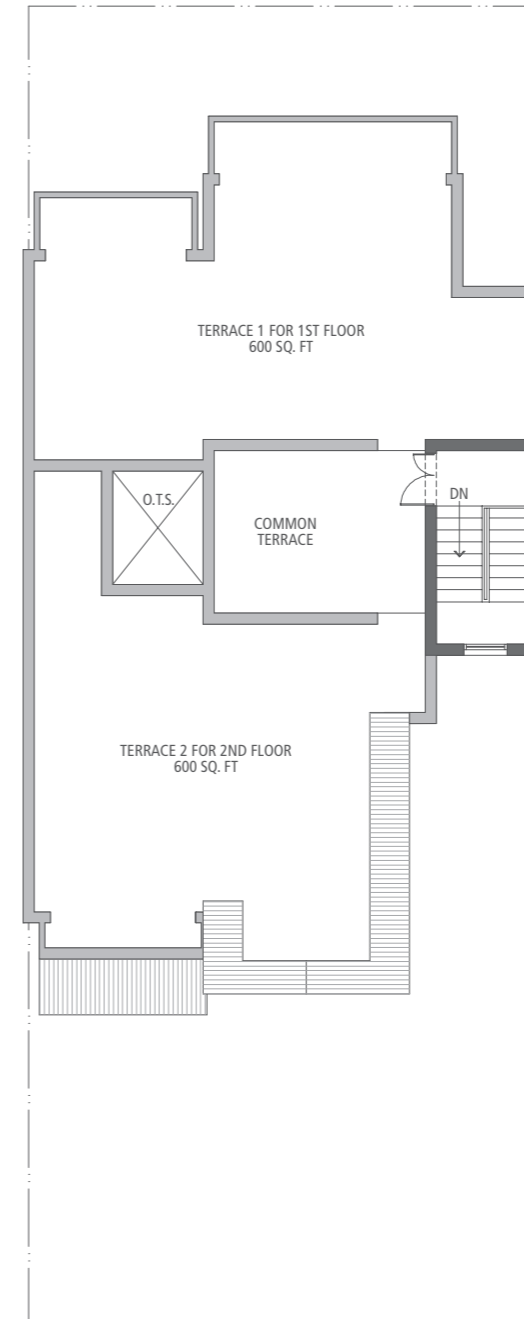 TERRACE 1 FOR 1ST FLOOR
600 SQ. FT
O.T.S.
DN
COMMON
TERRACE
TERRACE 2 FOR 2ND FLOOR
600 SQ. FT